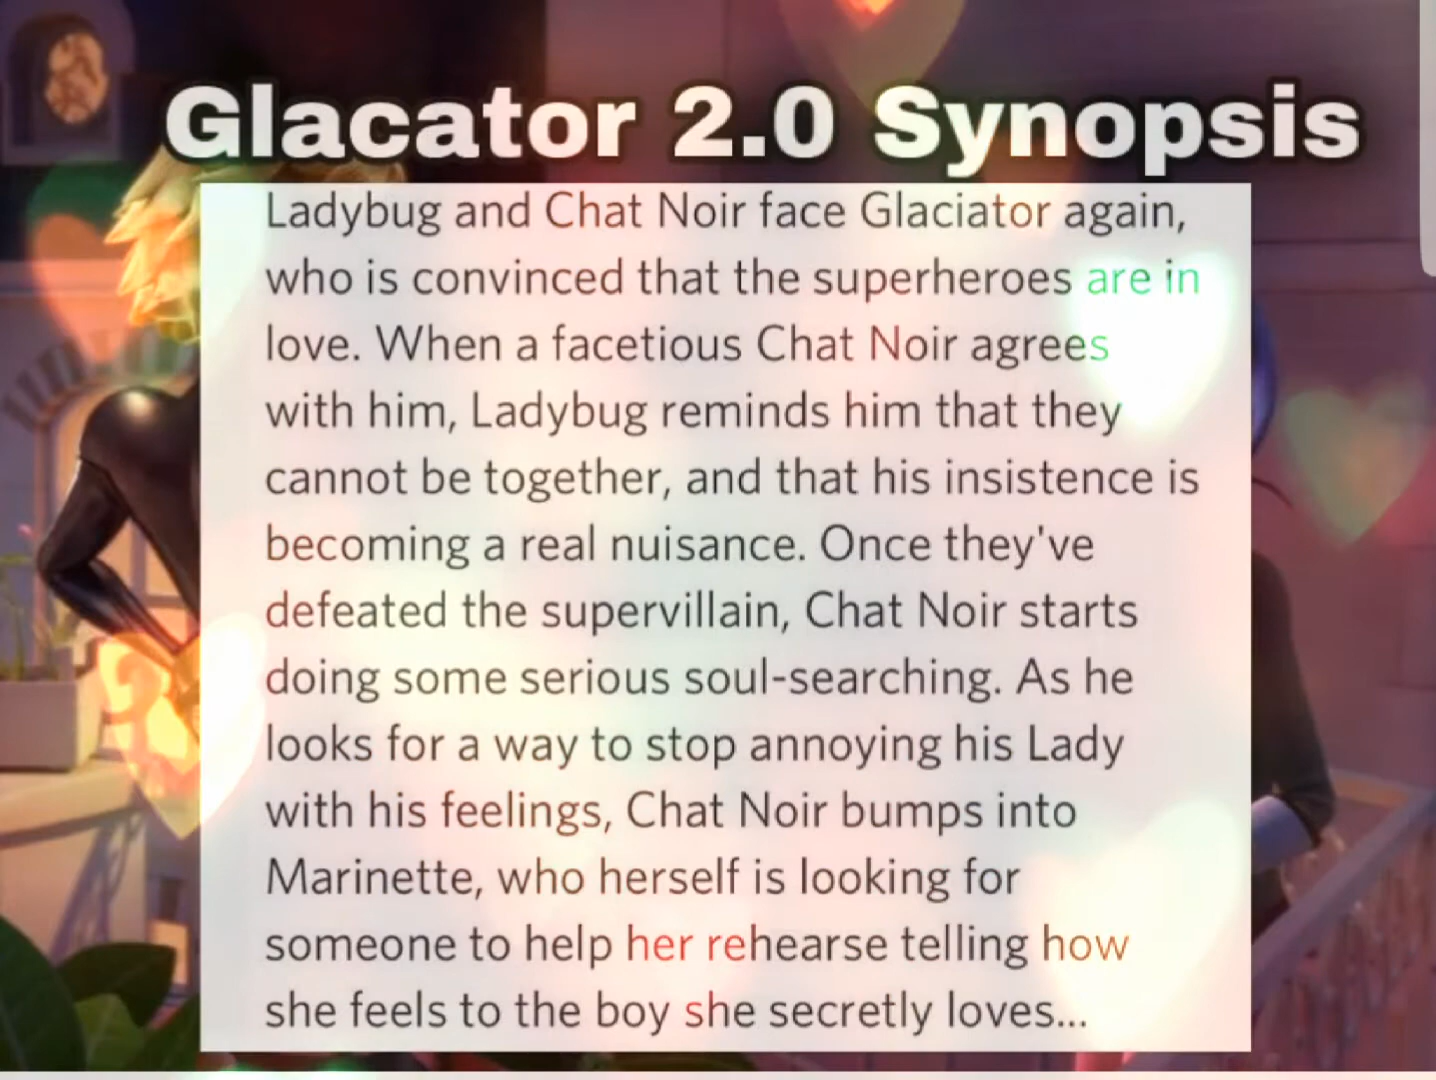 Glacator 2.0 Synopsis
Ladybug and Chat Noir face Glaciator again,
who is convinced that the superheroes are in
love. When a facetious Chat Noir agrees
with him, Ladybug reminds him that they
cannot be together, and that his insistence is
becoming a real nuisance. Once they've
defeated the supervillain, Chat Noir starts
doing some serious soul-searching. As he
looks for a way to stop annoying his Lady
with his feelings, Chat Noir bumps into
Marinette, who herself is looking for
someone to help her rehearse telling how
she feels to the boy she secretly loves...